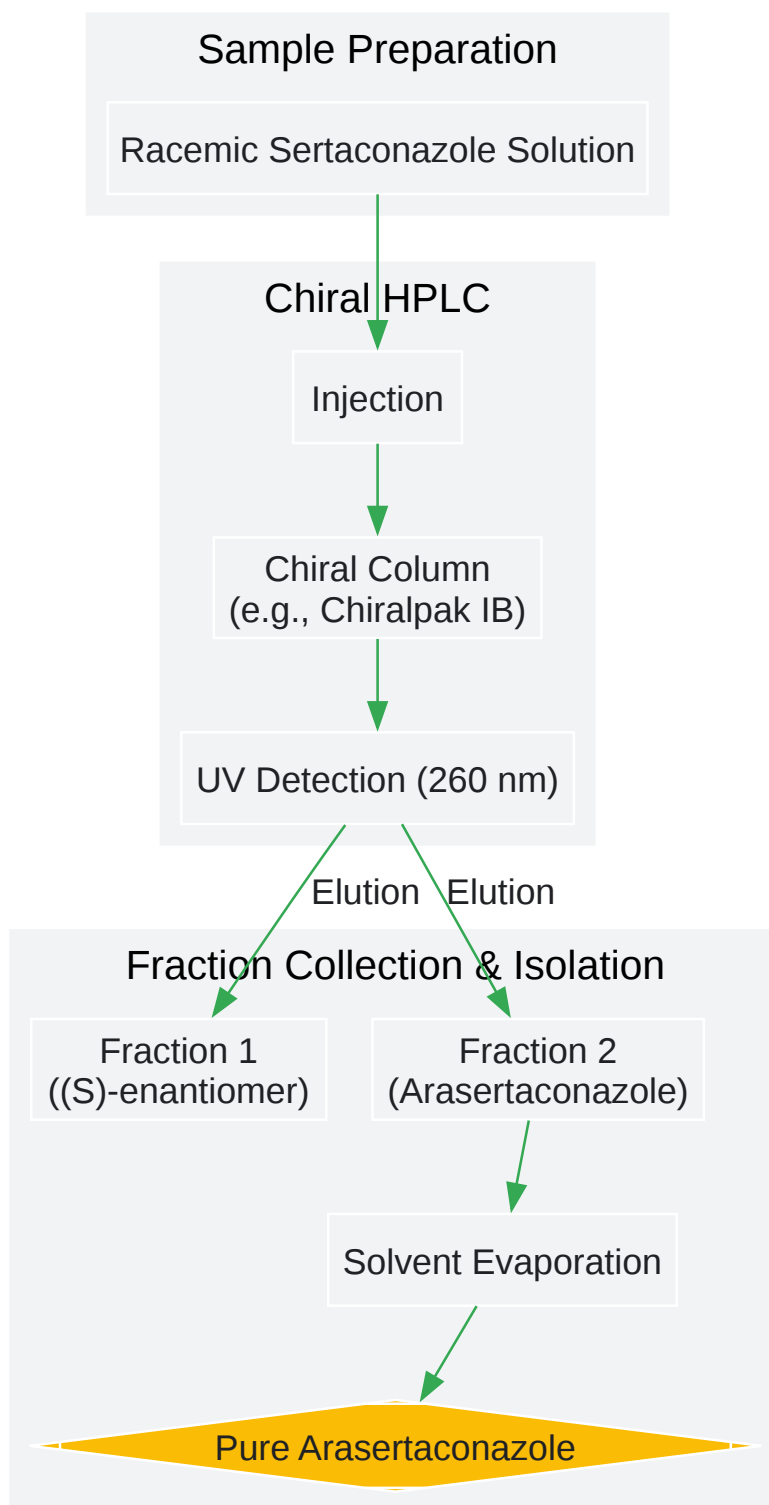 Sample Preparation
Racemic Sertaconazole Solution
Chiral HPLC
Injection
Chiral Column
(e.g., Chiralpak IB)
UV Detection (260 nm)
Elution
Elution
Fraction Collection & Isolation
Fraction 1
((S)-enantiomer)
Fraction 2
(Arasertaconazole)
Solvent Evaporation
Pure Arasertaconazole